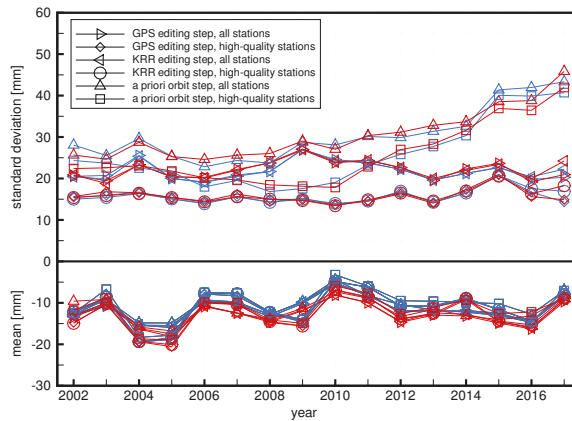 60
50
40
30
20
10
0
-10
-20
-30
standard deviation [mm]
mean [mm]
GPS editing step, all stations
GPS editing step, high-quality stations
KRR editing step, all stations
KRR editing step, high-quality stations
a priori orbit step, all stations
a priori orbit step, high-quality stations
2002 2004 2006 2008 2010 2012 2014 2016
year